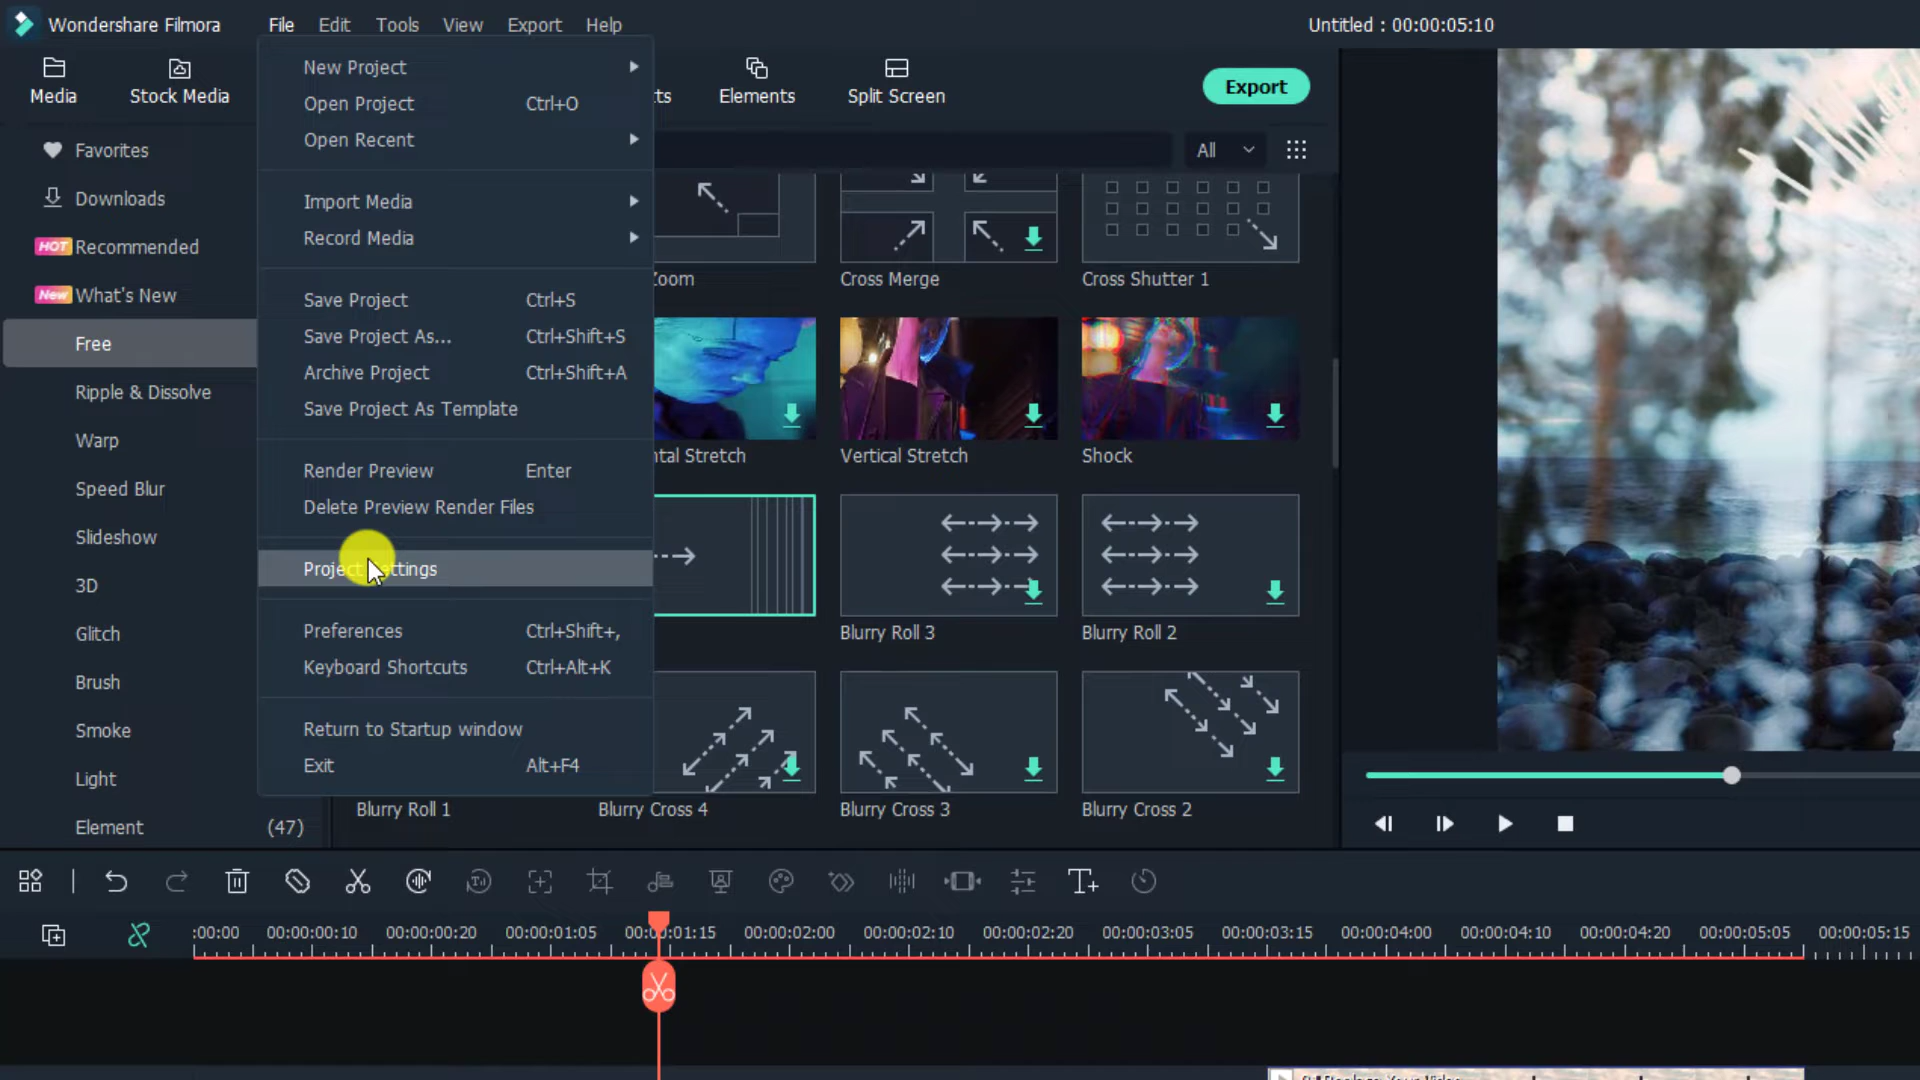 Wondershare Filmora
File
Edit
Tools
View
Export
Help
Untitled : 00:00:05:10
Media
Stock Media
Elements
Split Screen
Export
All
Favorites
Downloads
HOT Recommended
New What's New
Free
Ripple & Dissolve
Warp
Speed Blur
Slideshow
3D
Glitch
Brush
Smoke
Light
Element (47)
New Project
Open Project Ctrl+O
Open Recent
Import Media
Record Media
Save Project Ctrl+S
Save Project As... Ctrl+Shift+S
Archive Project Ctrl+Shift+A
Save Project As Template
Render Preview Enter
Delete Preview Render Files
Project Settings
Preferences Ctrl+Shift+,
Keyboard Shortcuts Ctrl+Alt+K
Return to Startup window
Exit Alt+F4
Zoom
Cross Merge
Cross Shutter 1
ntal Stretch
Vertical Stretch
Shock
Blurry Roll 3
Blurry Roll 2
Blurry Roll 1
Blurry Cross 4
Blurry Cross 3
Blurry Cross 2
:00:00 00:00:00:10 00:00:00:20 00:00:01:05 00:00:01:15 00:00:02:00 00:00:02:10 00:00:02:20 00:00:03:05 00:00:03:15 00:00:04:00 00:00:04:10 00:00:04:20 00:00:05:05 00:00:05:15